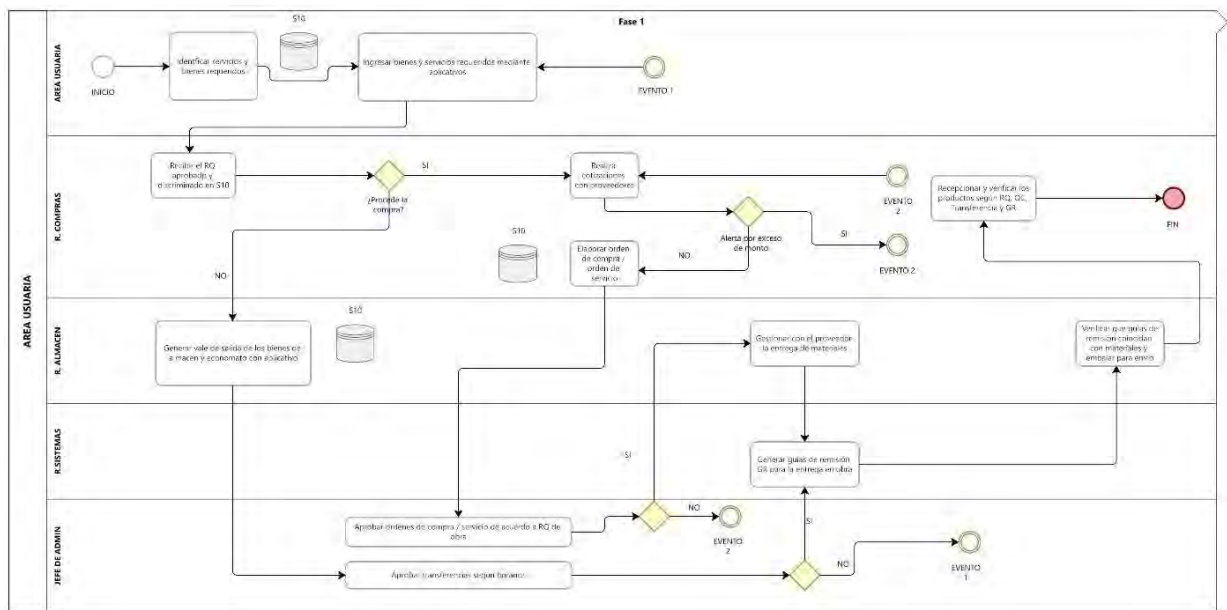 Fase 1
AREA USUARIA
AREA USUARIA
INICIO
Identificar servicios y
bienes requeridos
S10
Ingresar bienes y servicios requeridos mediante
aplicativos
EVENTO 1
R. COMPRAS
Recibe el RQ
aprobado y
discriminado en S10
¿Procede la
compra?
SI
NO
Realiza
cotizaciones
con proveedores
EVENTO
2
Alerta por exceso
de monto
SI
EVENTO 2
NO
S10
Elaborar orden
de compra /
orden de
servicio
Recepcionar y verificar los
productos según RQ, OC,
Transferencia y GR
FIN
R. ALMACEN
Generar vale de salida de los bienes de
almacen y economato con aplicativo
S10
Gestionar con el proveedor
la entrega de materiales
Verificar que guias de
remisión coincidan
con materiales y
embalar para envio
R.SISTEMAS
SI
Generar guías de remisión
GR para la entrega en obra
JEFE DE ADMIN
Aprobar ordenes de compra / servicio de acuerdo a RQ de
obra
NO
EVENTO
2
SI
Aprobar transferencias según horario
NO
EVENTO
1